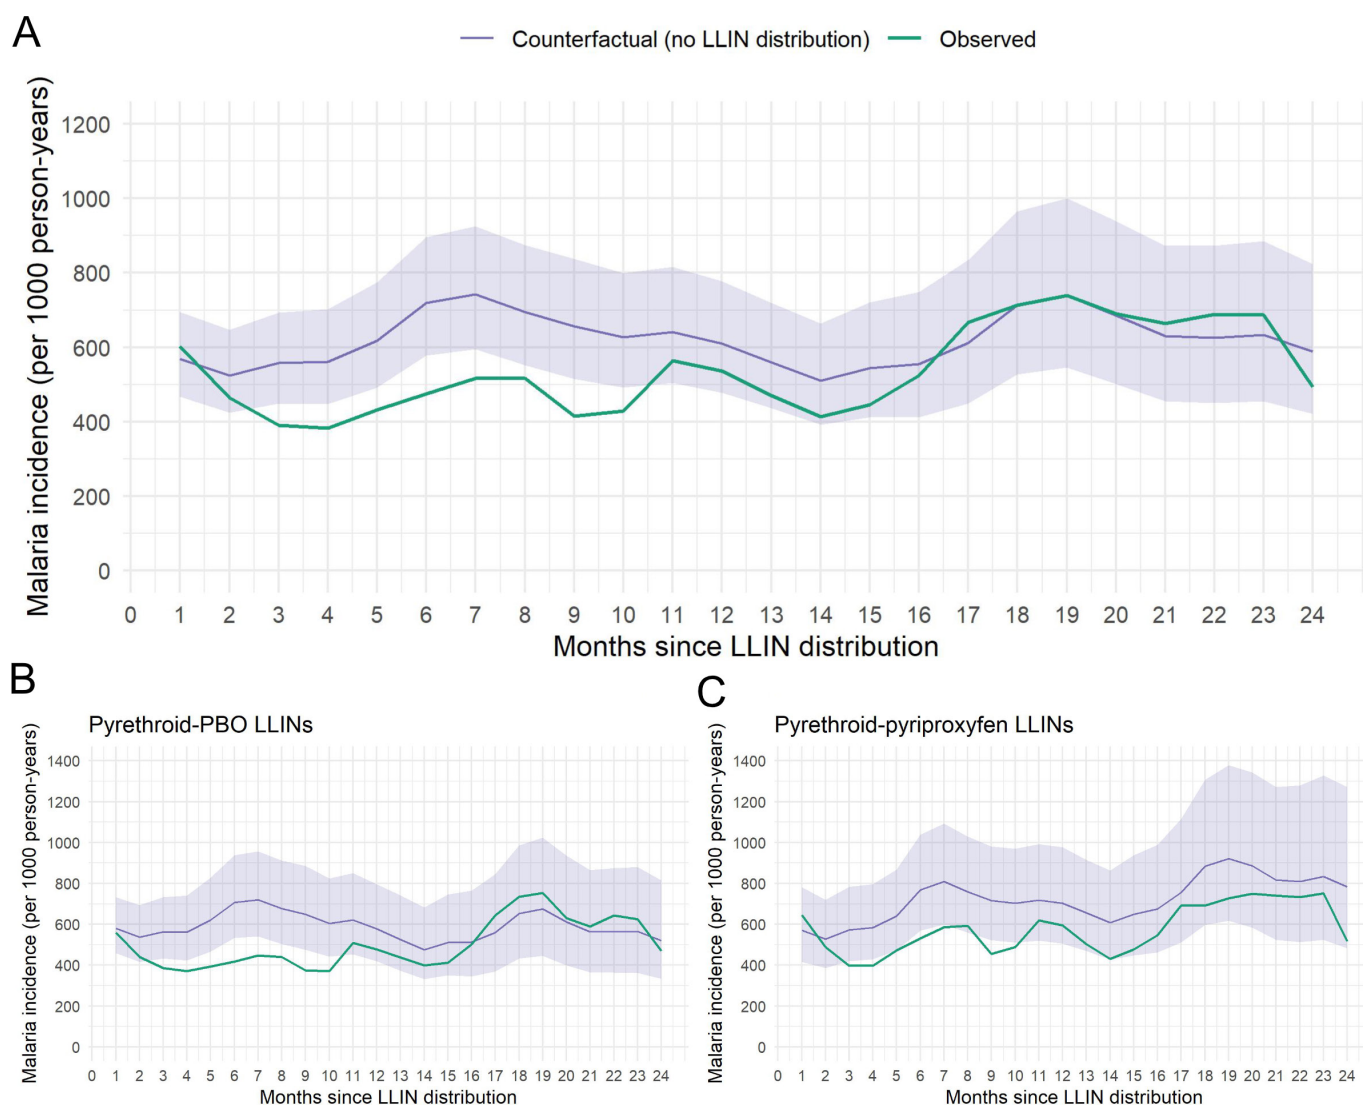 A
Counterfactual (no LLIN distribution) Observed
Malaria incidence (per 1000 person-years)
1200
1000
800
600
400
200
0
0 1 2 3 4 5 6 7 8 9 10 11 12 13 14 15 16 17 18 19 20 21 22 23 24
Months since LLIN distribution
B
Pyrethroid-PBO LLINs
Malaria incidence (per 1000 person-years)
1400
1200
1000
800
600
400
200
0
0 1 2 3 4 5 6 7 8 9 10 11 12 13 14 15 16 17 18 19 20 21 22 23 24
Months since LLIN distribution
C
Pyrethroid-pyriproxyfen LLINs
Malaria incidence (per 1000 person-years)
1400
1200
1000
800
600
400
200
0
0 1 2 3 4 5 6 7 8 9 10 11 12 13 14 15 16 17 18 19 20 21 22 23 24
Months since LLIN distribution